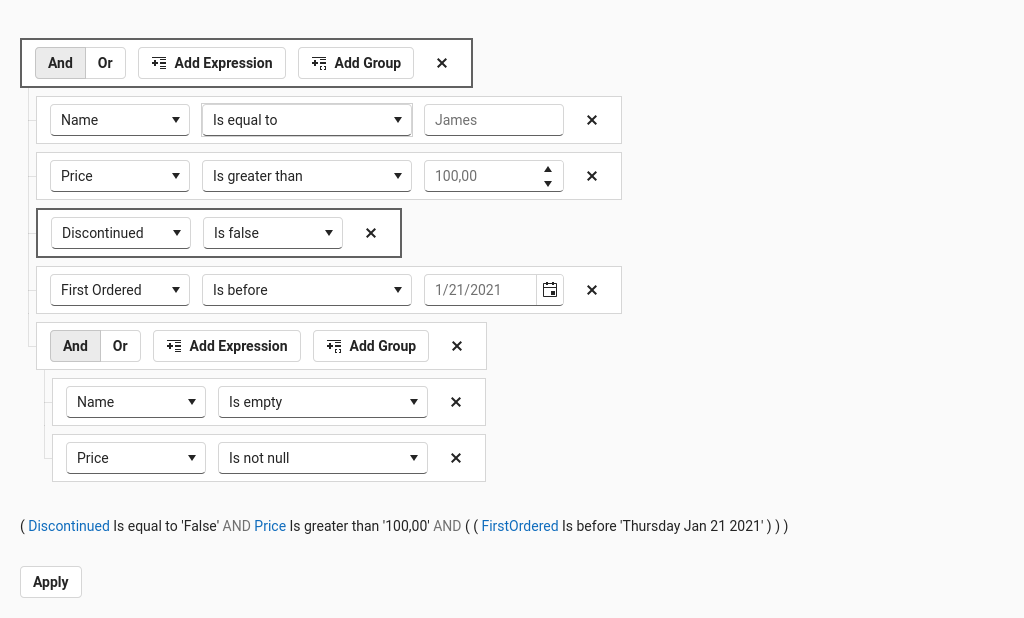 And Or Add Expression Add Group
Name Is equal to James
Price Is greater than 100,00
Discontinued Is false
First Ordered Is before 1/21/2021
And Or Add Expression Add Group
Name Is empty
Price Is not null
( Discontinued Is equal to 'False' AND Price Is greater than '100,00' AND ( ( FirstOrdered Is before 'Thursday Jan 21 2021' ) ) )
Apply